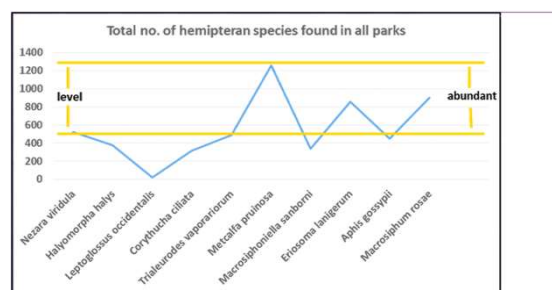 Total no. of hemipteran species found in all parks
1400
1200
1000
800
600
400
200
0
level
abundant
Nezara viridula
Halyomorpha halys
Leptoglossus occidentalis
Corythucha ciliata
Trialeurodes vaporariorum
Metcalfa pruinosa
Macrosiphoniella sanborni
Eriosoma lanigerum
Aphis gossypii
Macrosiphum rosae